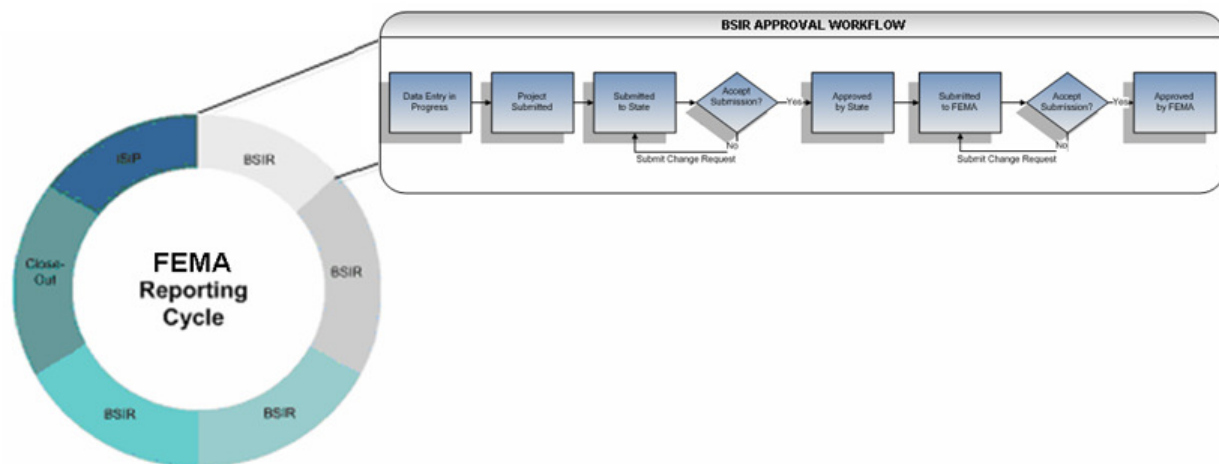 BSIR APPROVAL WORKFLOW
Data Entry in
Progress
Project
Submitted
Submitted
to State
Accept
Submission?
Yes
Approved
by State
Submitted
to FEMA
Accept
Submission?
Yes
Approved
by FEMA
No
Submit Change Request
No
Submit Change Request
ISIP
BSIR
BSIR
BSIR
BSIR
Close-
Out
FEMA
Reporting
Cycle